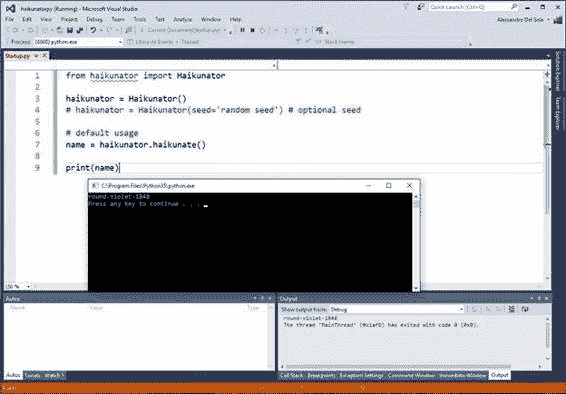 haikunatorpy (Running) - Microsoft Visual Studio
Quick Launch (Ctrl+Q)
File Edit View Project Build Debug Team Tools Test Analyze Window Help
Alessandro Del Sole
Process: python.exe
Lifecycle Events
Thread:
Stack Frame:
Startup.py
1 from haikunator import Haikunator
2
3 haikunator = Haikunator()
4 # haikunator = Haikunator(seed='random seed') # optional seed
5
6 # default usage
7 name = haikunator.haikunate()
8
9 print(name)
Solution Explorer
Team Explorer
C:\Program Files\Python35\python.exe
round-violet-1848
Press any key to continue . . .
150 %
Autos
Name Value Type
Autos Locals Watch 1
Output
Show output from: Debug
round-violet-1848
The thread 'MainThread' has exited with code 0 (0x0).
Call Stack Breakpoints Exception Settings Command Window Immediate Window Output